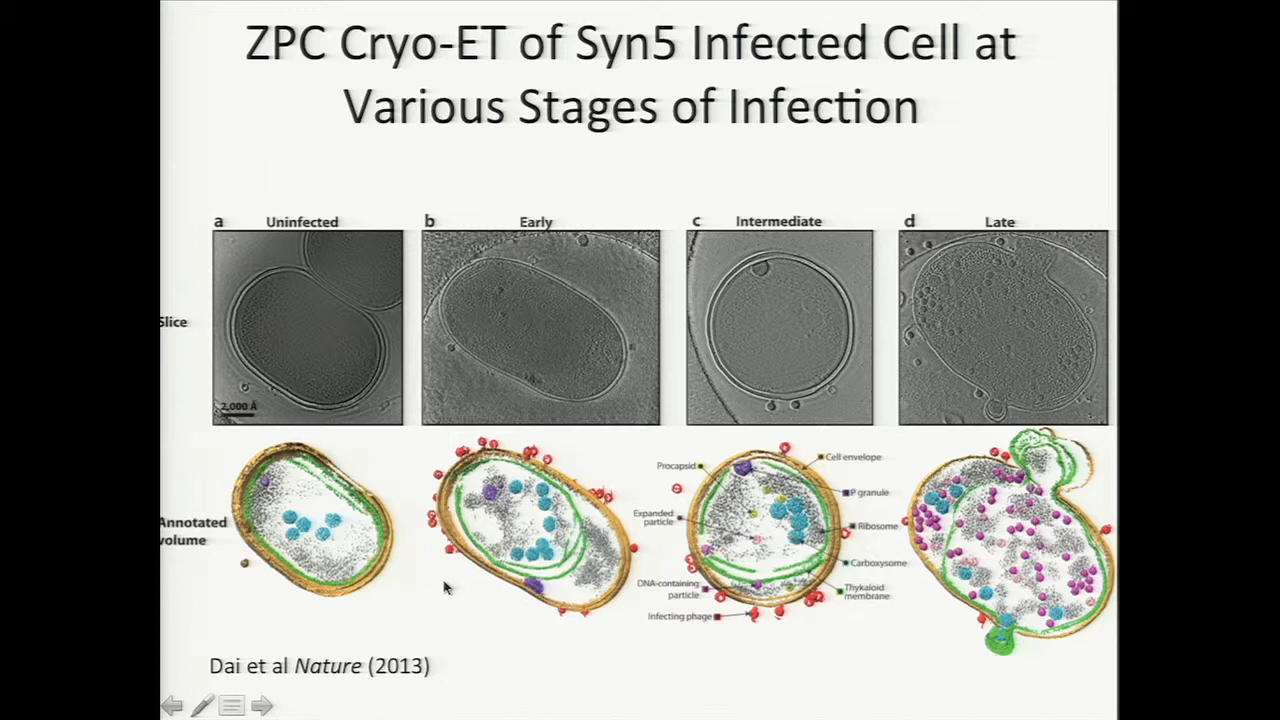 ZPC Cryo-ET of Syn5 Infected Cell at
Various Stages of Infection
a Uninfected b Early c Intermediate d Late
Slice
2,000 Å
Procapsid
Cell envelope
P granule
Expanded
particle
Ribosome
Annotated
volume
Carboxysome
DNA-containing
particle
Thykaloid
membrane
Infecting phage
Dai et al Nature (2013)